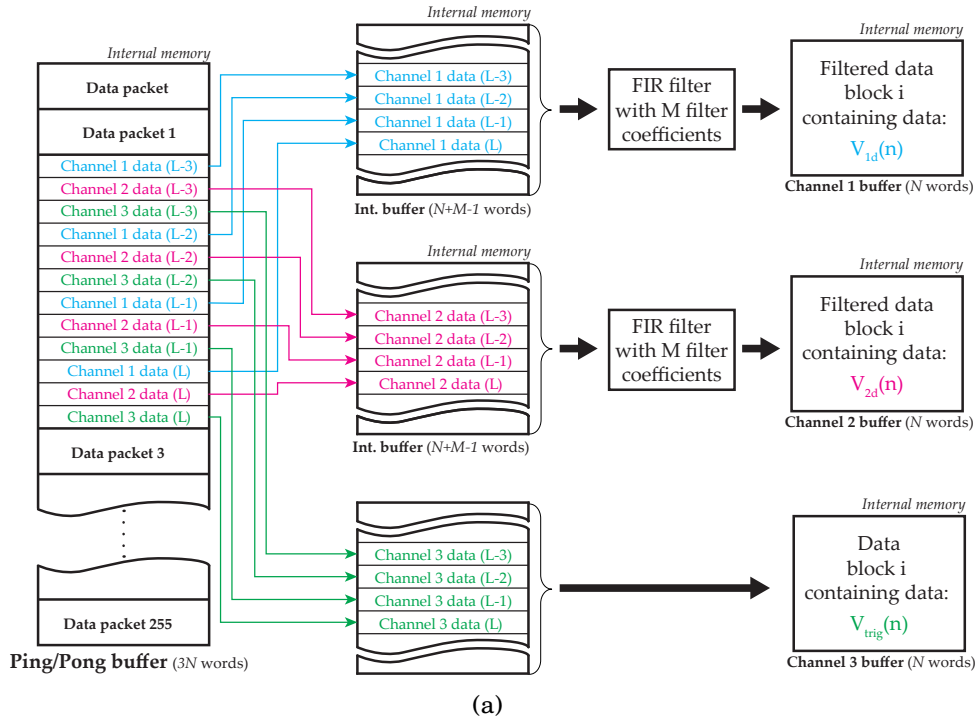 Internal memory
Data packet
Data packet 1
Channel 1 data (L-3)
Channel 2 data (L-3)
Channel 3 data (L-3)
Channel 1 data (L-2)
Channel 2 data (L-2)
Channel 3 data (L-2)
Channel 1 data (L-1)
Channel 2 data (L-1)
Channel 3 data (L-1)
Channel 1 data (L)
Channel 2 data (L)
Channel 3 data (L)
Data packet 3
Data packet 255
Ping/Pong buffer (3N words)
Internal memory
Channel 1 data (L-3)
Channel 1 data (L-2)
Channel 1 data (L-1)
Channel 1 data (L)
Int. buffer (N+M-1 words)
FIR filter
with M filter
coefficients
Internal memory
Filtered data
block i
containing data:
V1d(n)
Channel 1 buffer (N words)
Internal memory
Channel 2 data (L-3)
Channel 2 data (L-2)
Channel 2 data (L-1)
Channel 2 data (L)
Int. buffer (N+M-1 words)
FIR filter
with M filter
coefficients
Internal memory
Filtered data
block i
containing data:
V2d(n)
Channel 2 buffer (N words)
Channel 3 data (L-3)
Channel 3 data (L-2)
Channel 3 data (L-1)
Channel 3 data (L)
Internal memory
Data
block i
containing data:
Vtrig(n)
Channel 3 buffer (N words)
(a)